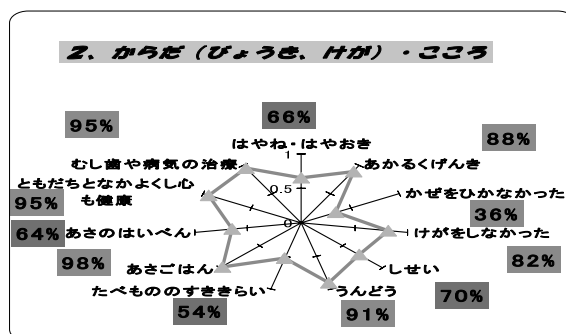 2、からだ（びょうき、けが）・こころ
66%
95%
88%
はやね・はやおき
1
むし歯や病気の治療
あかるくげんき
ともだちとなかよくし心
も健康
0.5
かぜをひかなかった
95%
36%
64%
あさのはいべん
0
けがをしなかった
98%
82%
あさごはん
しせい
たべもののすききらい
うんどう
70%
54%
91%